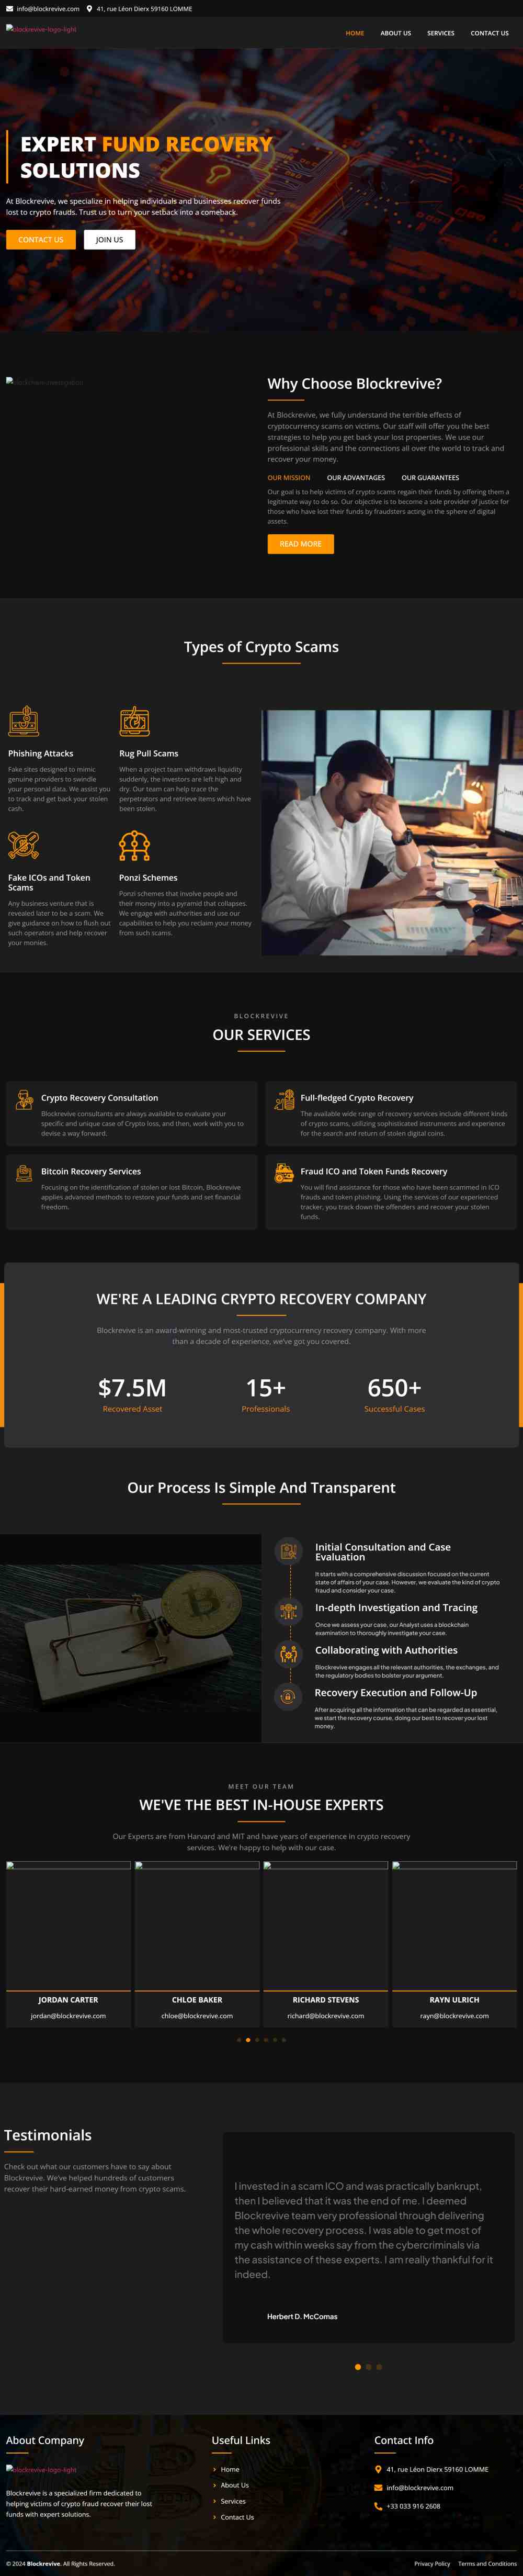 info@blockrevive.com 41, rue Léon Dierx 59160 LOMME
blockrevive-logo-light
HOME ABOUT US SERVICES CONTACT US
EXPERT FUND RECOVERY
SOLUTIONS
At Blockrevive, we specialize in helping individuals and businesses recover funds
lost to crypto frauds. Trust us to turn your setback into a comeback.
CONTACT US JOIN US
Why Choose Blockrevive?
At Blockrevive, we fully understand the terrible effects of
cryptocurrency scams on victims. Our staff will offer you the best
strategies to help you get back your lost properties. We use our
professional skills and the connections all over the world to track and
recover your money.
OUR MISSION OUR ADVANTAGES OUR GUARANTEES
Our goal is to help victims of crypto scams regain their funds by offering them a
legitimate way to do so. Our objective is to become a sole provider of justice for
those who have lost their funds by fraudsters acting in the sphere of digital
assets.
READ MORE
Types of Crypto Scams
Phishing Attacks
Fake sites designed to mimic
genuine providers to swindle
your personal data. We assist you
to track and get back your stolen
cash.
Rug Pull Scams
When a project team withdraws liquidity
suddenly, the investors are left high and
dry. Our team can help trace the
perpetrators and retrieve items which have
been stolen.
Fake ICOs and Token
Scams
Any business venture that is
revealed later to be a scam. We
give guidance on how to flush out
such operators and help recover
your monies.
Ponzi Schemes
Ponzi schemes that involve people and
their money into a pyramid that collapses.
We engage with authorities and use our
capabilities to help you reclaim your money
from such scams.
BLOCKREVIVE
OUR SERVICES
Crypto Recovery Consultation
Blockrevive consultants are always available to evaluate your
specific and unique case of Crypto loss, and then, work with you to
devise a way forward.
Full-fledged Crypto Recovery
The available wide range of recovery services include different kinds
of crypto scams, utilizing sophisticated instruments and experience
for the search and return of stolen digital coins.
Bitcoin Recovery Services
Focusing on the identification of stolen or lost Bitcoin, Blockrevive
applies advanced methods to restore your funds and set financial
freedom.
Fraud ICO and Token Funds Recovery
You will find assistance for those who have been scammed in ICO
frauds and token phishing. Using the services of our experienced
tracker, you track down the offenders and recover your stolen
funds.
WE'RE A LEADING CRYPTO RECOVERY COMPANY
Blockrevive is an award-winning and most-trusted cryptocurrency recovery company. With more
than a decade of experience, we've got you covered.
$7.5M 15+ 650+
Recovered Asset Professionals Successful Cases
Our Process Is Simple And Transparent
Initial Consultation and Case
Evaluation
It starts with a comprehensive discussion focused on the current
state of affairs of your case. However, we evaluate the kind of crypto
fraud and consider your case.
In-depth Investigation and Tracing
Once we assess your case, our Analyst uses a blockchain
examination to thoroughly investigate your case.
Collaborating with Authorities
Blockrevive engages all the relevant authorities, the exchanges, and
the regulatory bodies to bolster your argument.
Recovery Execution and Follow-Up
After acquiring all the information that can be regarded as essential,
we start the recovery course, doing our best to recover your lost
money.
MEET OUR TEAM
WE'VE THE BEST IN-HOUSE EXPERTS
Our Experts are from Harvard and MIT and have years of experience in crypto recovery
services. We're happy to help with our case.
JORDAN CARTER CHLOE BAKER RICHARD STEVENS RAYN ULRICH
jordan@blockrevive.com chloe@blockrevive.com richard@blockrevive.com rayn@blockrevive.com
Testimonials
Check out what our customers have to say about
Blockrevive. We've helped hundreds of customers
recover their hard-earned money from crypto scams.
I invested in a scam ICO and was practically bankrupt,
then I believed that it was the end of me. I deemed
Blockrevive team very professional through delivering
the whole recovery process. I was able to get most of
my cash within weeks say from the cybercriminals via
the assistance of these experts. I am really thankful for it
indeed.
Herbert D. McComas
About Company
blockrevive-logo-light
Blockrevive is a specialized firm dedicated to
helping victims of crypto fraud recover their lost
funds with expert solutions.
Useful Links
Home
About Us
Services
Contact Us
Contact Info
41, rue Léon Dierx 59160 LOMME
info@blockrevive.com
+33 033 916 2608
© 2024 Blockrevive. All Rights Reserved. Privacy Policy Terms and Conditions